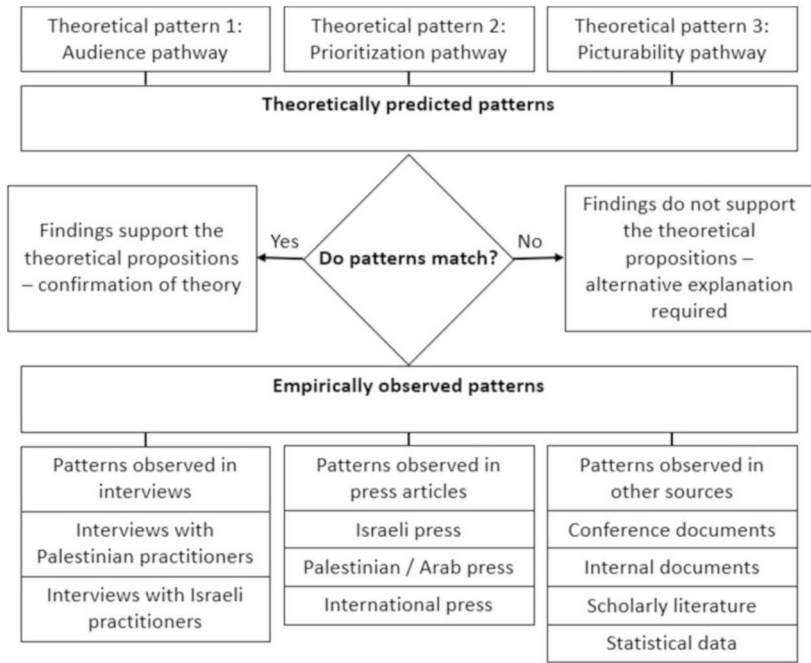 Theoretical pattern 1:
Audience pathway
Theoretical pattern 2:
Prioritization pathway
Theoretical pattern 3:
Picturability pathway
Theoretically predicted patterns
Findings support the
theoretical propositions
– confirmation of theory
Yes
Do patterns match?
No
Findings do not support
the theoretical
propositions –
alternative explanation
required
Empirically observed patterns
Patterns observed in
interviews
Interviews with
Palestinian practitioners
Interviews with Israeli
practitioners
Patterns observed in
press articles
Israeli press
Palestinian / Arab press
International press
Patterns observed in
other sources
Conference documents
Internal documents
Scholarly literature
Statistical data